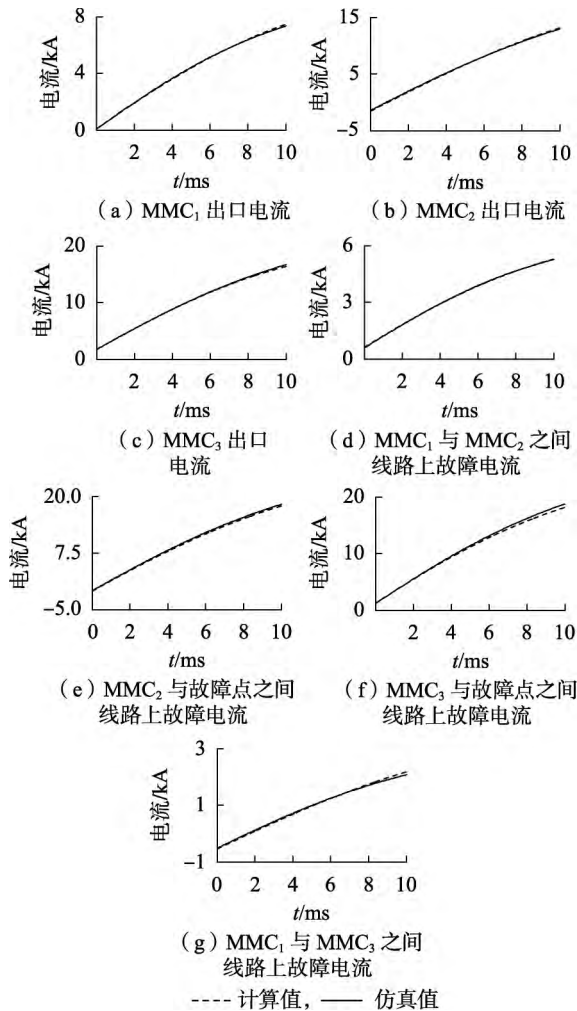 8
4
0
电流/kA
2 4 6 8 10
t/ms
(a) MMC₁ 出口电流
15
5
-5
电流/kA
0 2 4 6 8 10
t/ms
(b) MMC₂ 出口电流
20
10
0
电流/kA
2 4 6 8 10
t/ms
(c) MMC₃ 出口
电流
6
3
0
电流/kA
2 4 6 8 10
t/ms
(d) MMC₁ 与 MMC₂ 之间
线路上故障电流
20.0
7.5
-5.0
电流/kA
0 2 4 6 8 10
t/ms
(e) MMC₂ 与故障点之间
线路上故障电流
20
10
0
电流/kA
2 4 6 8 10
t/ms
(f) MMC₃ 与故障点之间
线路上故障电流
3
1
-1
电流/kA
0 2 4 6 8 10
t/ms
(g) MMC₁ 与 MMC₃ 之间
线路上故障电流
---- 计算值, —— 仿真值